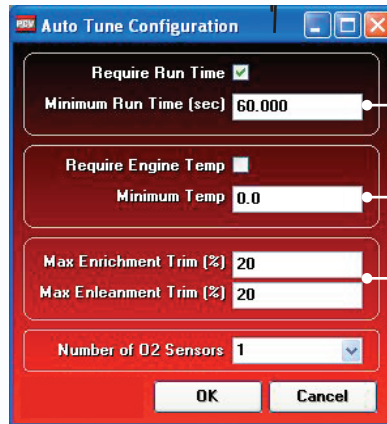 PCV Auto Tune Configuration
Require Run Time
Minimum Run Time (sec) 60.000
Require Engine Temp
Minimum Temp 0.0
Max Enrichment Trim (%) 20
Max Enleanment Trim (%) 20
Number of O2 Sensors 1
OK Cancel